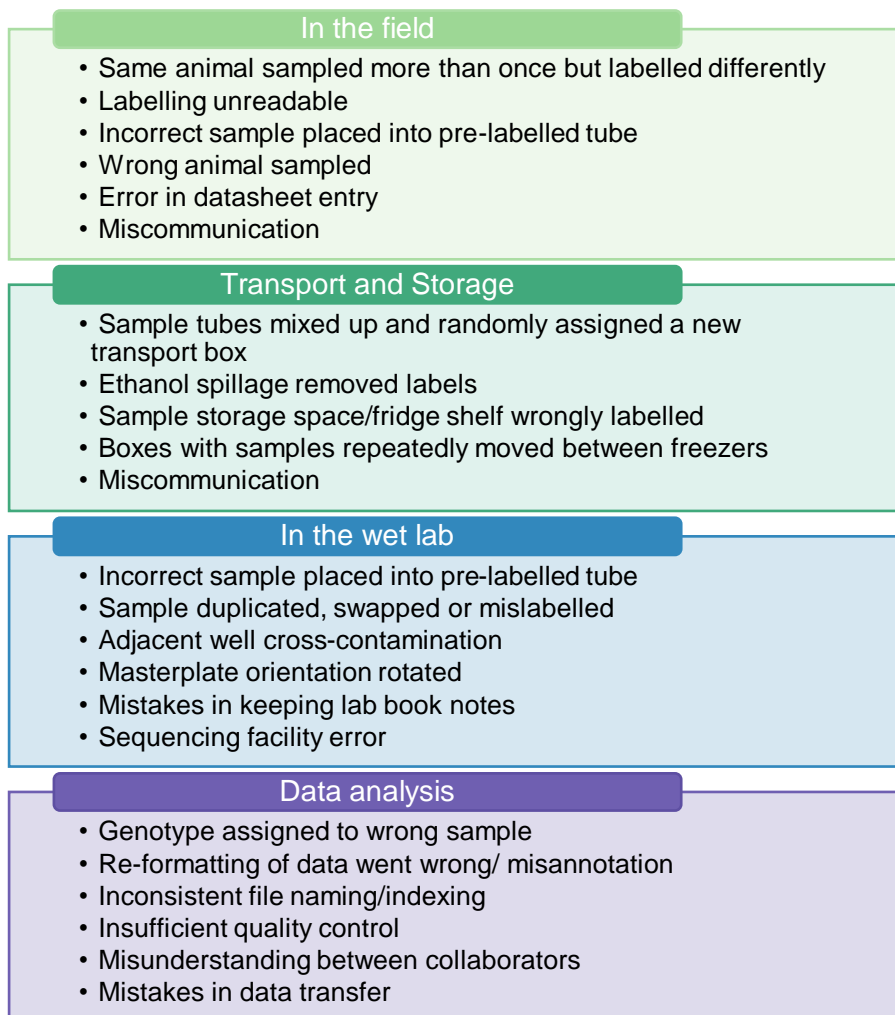 In the field
• Same animal sampled more than once but labelled differently
• Labelling unreadable
• Incorrect sample placed into pre-labelled tube
• Wrong animal sampled
• Error in datasheet entry
• Miscommunication
Transport and Storage
• Sample tubes mixed up and randomly assigned a new
transport box
• Ethanol spillage removed labels
• Sample storage space/fridge shelf wrongly labelled
• Boxes with samples repeatedly moved between freezers
• Miscommunication
In the wet lab
• Incorrect sample placed into pre-labelled tube
• Sample duplicated, swapped or mislabelled
• Adjacent well cross-contamination
• Masterplate orientation rotated
• Mistakes in keeping lab book notes
• Sequencing facility error
Data analysis
• Genotype assigned to wrong sample
• Re-formatting of data went wrong/ misannotation
• Inconsistent file naming/indexing
• Insufficient quality control
• Misunderstanding between collaborators
• Mistakes in data transfer